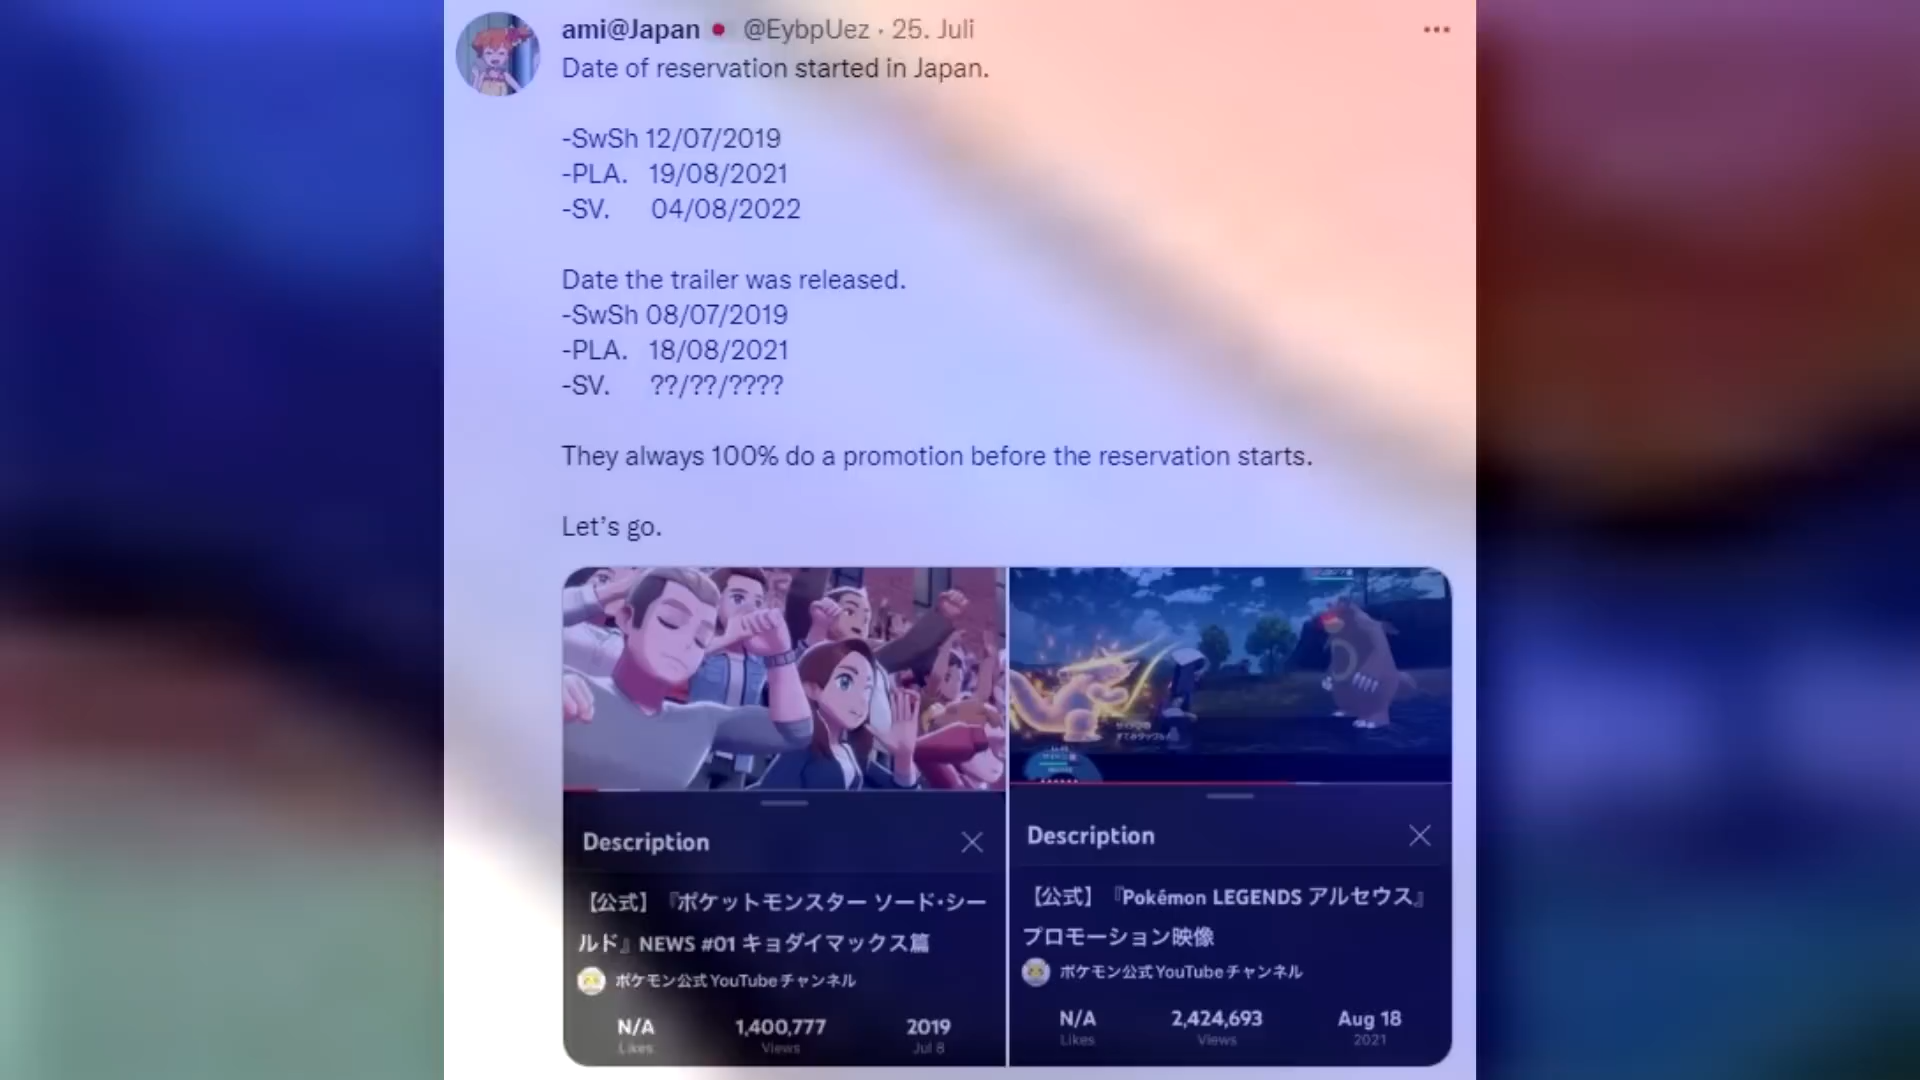 ami@Japan @EybpUez · 25. Juli
Date of reservation started in Japan.
-SwSh 12/07/2019
-PLA. 19/08/2021
-SV. 04/08/2022
Date the trailer was released.
-SwSh 08/07/2019
-PLA. 18/08/2021
-SV. ??/??/????
They always 100% do a promotion before the reservation starts.
Let’s go.
Description
【公式】『ポケットモンスター ソード・シー
ルド』NEWS #01 キョダイマックス篇
ポケモン公式YouTubeチャンネル
N/A 1,400,777 2019
Likes Views Jul 8
Description
【公式】『Pokémon LEGENDS アルセウス』
プロモーション映像
ポケモン公式YouTubeチャンネル
N/A 2,424,693 Aug 18
Likes Views 2021